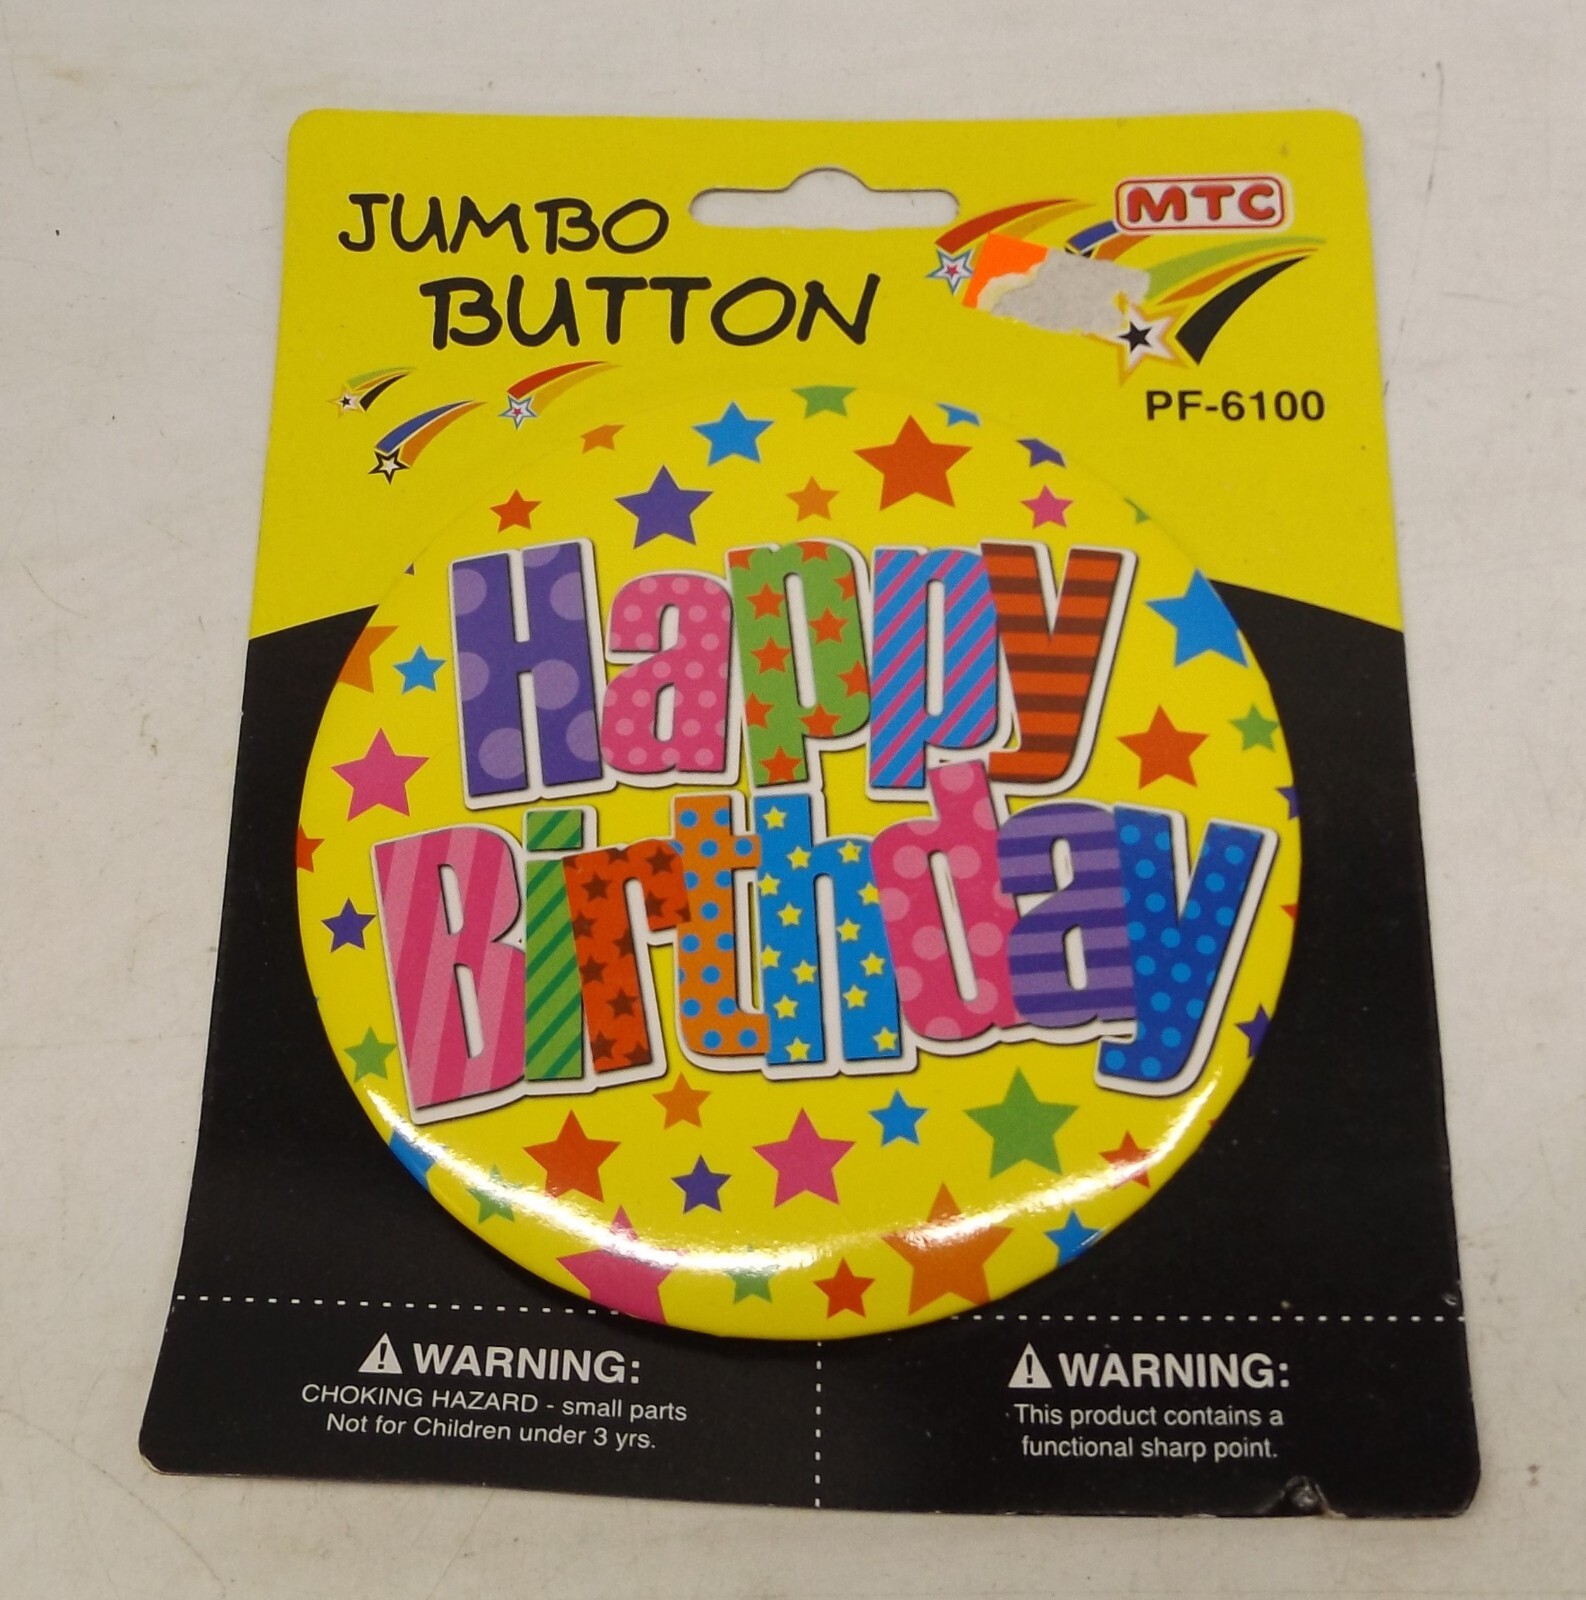 JUMBO
BUTTON
MTC
PF-6100
Happy
Birthday
WARNING:
CHOKING HAZARD - small parts
Not for Children under 3 yrs.
WARNING:
This product contains a
functional sharp point.